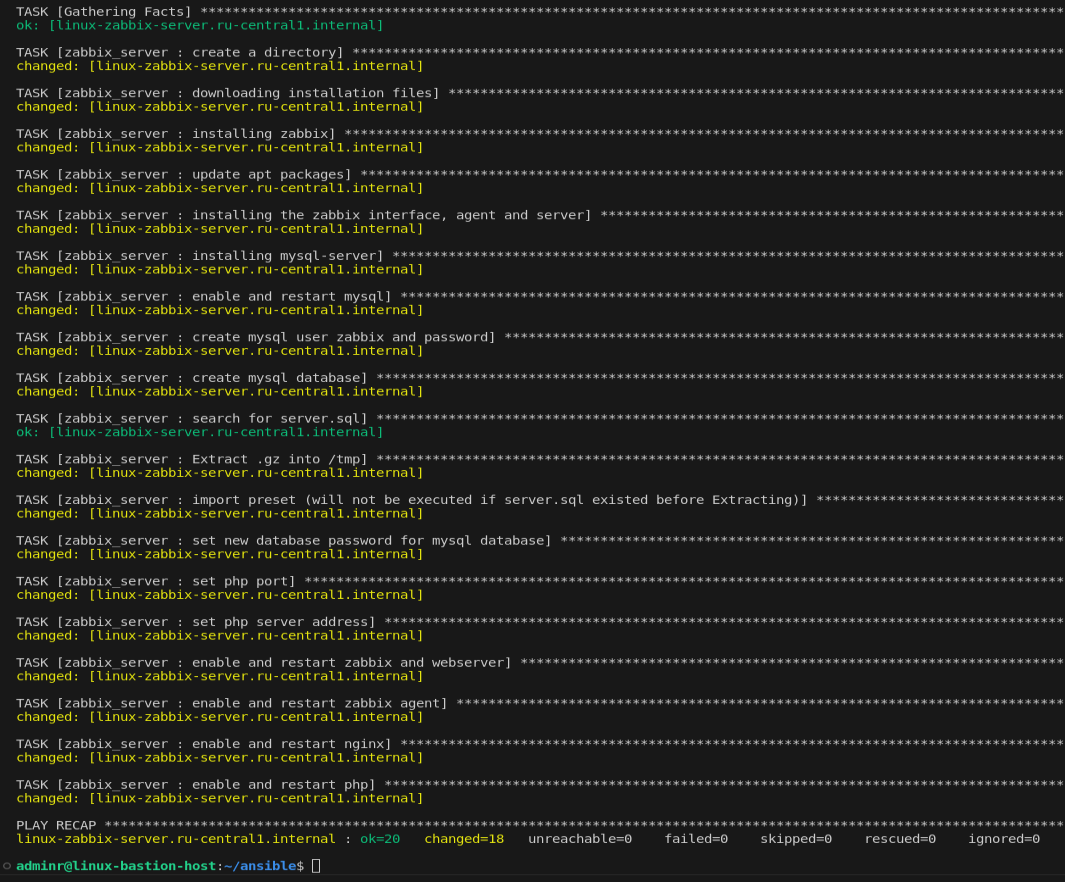 TASK [Gathering Facts] ************************************************************************************************************
ok: [linux-zabbix-server.ru-central1.internal]
TASK [zabbix_server : create a directory] *****************************************************************************************
changed: [linux-zabbix-server.ru-central1.internal]
TASK [zabbix_server : downloading installation files] *****************************************************************************
changed: [linux-zabbix-server.ru-central1.internal]
TASK [zabbix_server : installing zabbix] ******************************************************************************************
changed: [linux-zabbix-server.ru-central1.internal]
TASK [zabbix_server : update apt packages] ****************************************************************************************
changed: [linux-zabbix-server.ru-central1.internal]
TASK [zabbix_server : installing the zabbix interface, agent and server] **********************************************************
changed: [linux-zabbix-server.ru-central1.internal]
TASK [zabbix_server : installing mysql-server] ************************************************************************************
changed: [linux-zabbix-server.ru-central1.internal]
TASK [zabbix_server : enable and restart mysql] ***********************************************************************************
changed: [linux-zabbix-server.ru-central1.internal]
TASK [zabbix_server : create mysql user zabbix and password] **********************************************************************
changed: [linux-zabbix-server.ru-central1.internal]
TASK [zabbix_server : create mysql database] **************************************************************************************
changed: [linux-zabbix-server.ru-central1.internal]
TASK [zabbix_server : search for server.sql] **************************************************************************************
ok: [linux-zabbix-server.ru-central1.internal]
TASK [zabbix_server : Extract .gz into /tmp] **************************************************************************************
changed: [linux-zabbix-server.ru-central1.internal]
TASK [zabbix_server : import preset (will not be executed if server.sql existed before Extracting)] *******************************
changed: [linux-zabbix-server.ru-central1.internal]
TASK [zabbix_server : set new database password for mysql database] ***************************************************************
changed: [linux-zabbix-server.ru-central1.internal]
TASK [zabbix_server : set php port] ***********************************************************************************************
changed: [linux-zabbix-server.ru-central1.internal]
TASK [zabbix_server : set php server address] *************************************************************************************
changed: [linux-zabbix-server.ru-central1.internal]
TASK [zabbix_server : enable and restart zabbix and webserver] ********************************************************************
changed: [linux-zabbix-server.ru-central1.internal]
TASK [zabbix_server : enable and restart zabbix agent] ****************************************************************************
changed: [linux-zabbix-server.ru-central1.internal]
TASK [zabbix_server : enable and restart nginx] ***********************************************************************************
changed: [linux-zabbix-server.ru-central1.internal]
TASK [zabbix_server : enable and restart php] *************************************************************************************
changed: [linux-zabbix-server.ru-central1.internal]
PLAY RECAP ************************************************************************************************************************
linux-zabbix-server.ru-central1.internal : ok=20   changed=18   unreachable=0    failed=0    skipped=0    rescued=0    ignored=0
adminr@linux-bastion-host:~/ansible$